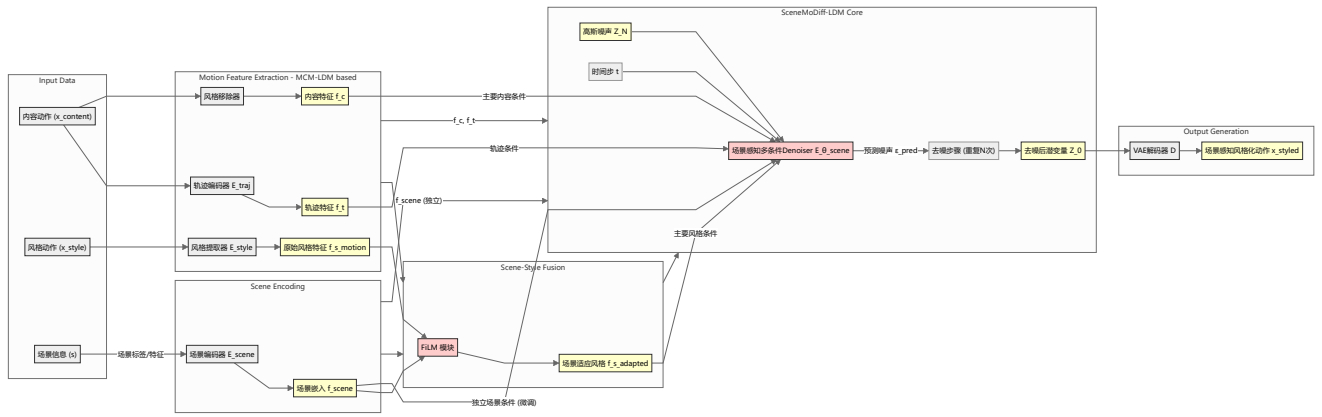 Input Data
内容动作 (x_content)
风格动作 (x_style)
场景信息 (s)
场景标签/特征
Motion Feature Extraction - MCM-LDM based
风格移除器
内容特征 f_c
轨迹编码器 E_traj
轨迹特征 f_t
风格提取器 E_style
原始风格特征 f_s_motion
Scene Encoding
场景编码器 E_scene
场景嵌入 f_scene
主要内容条件
f_c, f_t
轨迹条件
f_scene (独立)
Scene-Style Fusion
FiLM 模块
场景适应风格 f_s_adapted
独立场景条件 (微调)
主要风格条件
SceneMoDiff-LDM Core
高斯噪声 Z_N
时间步 t
场景感知多条件Denoiser E_θ_scene
预测噪声 ε_pred
去噪步骤 (重复N次)
去噪后潜变量 Z_0
Output Generation
VAE解码器 D
场景感知风格化动作 x_styled